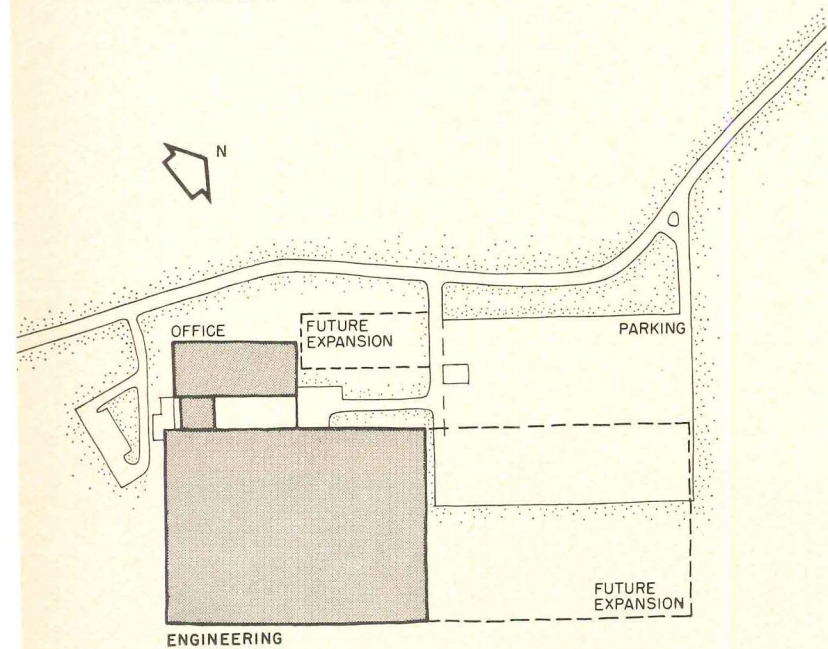 N
OFFICE
FUTURE
EXPANSION
PARKING
FUTURE
EXPANSION
ENGINEERING